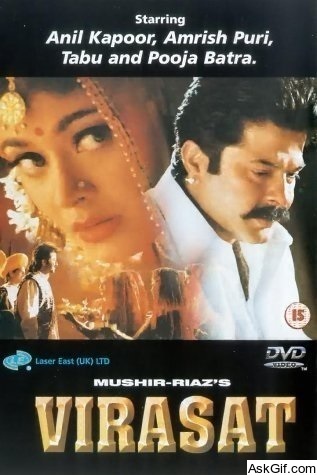 Starring
Anil Kapoor, Amrish Puri,
Tabu and Pooja Batra.
15
Laser East (UK) LTD
DVD
VIDEO
MUSHIR-RIAZ'S
VIRASAT
AskGif.com